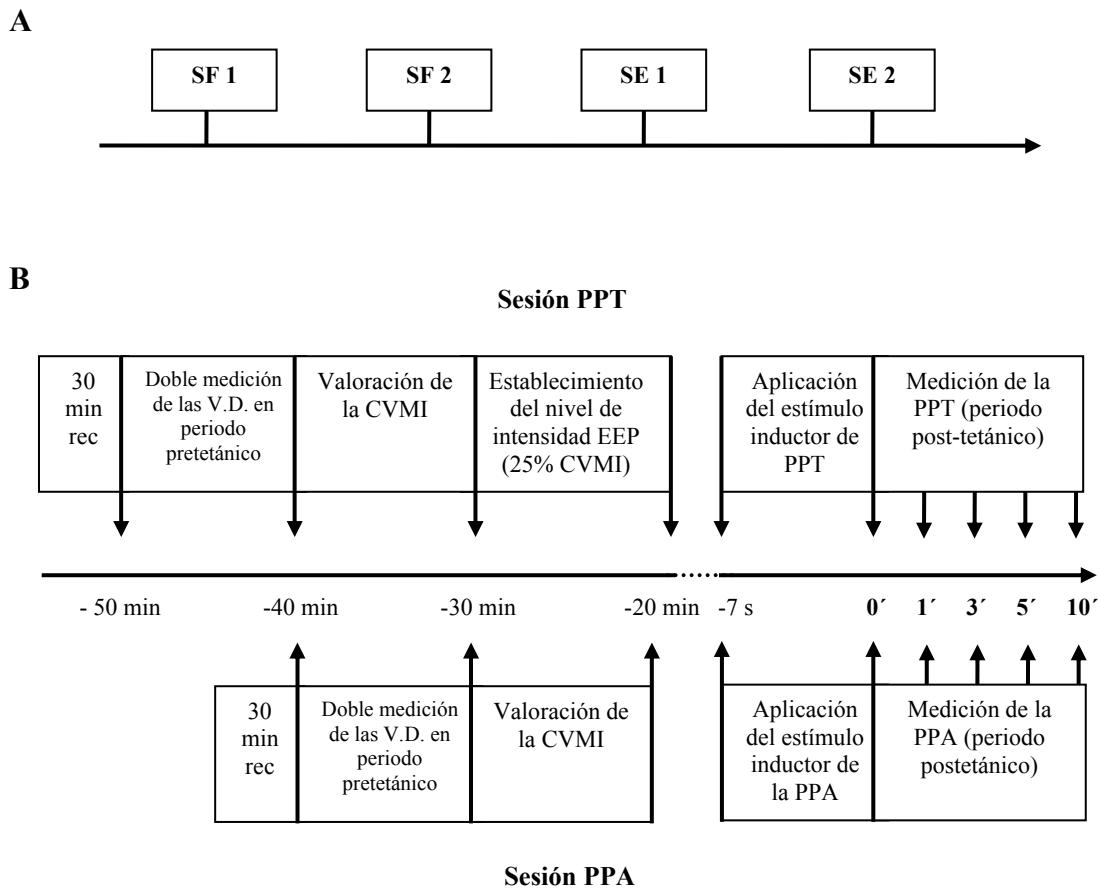 A
SF 1
SF 2
SE 1
SE 2
B
Sesión PPT
30
min
rec
Doble medición
de las V.D. en
periodo
pretetánico
Valoración de
la CVMI
Establecimiento
del nivel de
intensidad EEP
(25% CVMI)
Aplicación
del estímulo
inductor de
PPT
Medición de la
PPT (periodo
post-tetánico)
- 50 min
-40 min
-30 min
-20 min
-7 s
0´
1´
3´
5´
10´
30
min
rec
Doble medición
de las V.D. en
periodo
pretetánico
Valoración de
la CVMI
Aplicación
del estímulo
inductor de
la PPA
Medición de la
PPA (periodo
postetánico)
Sesión PPA